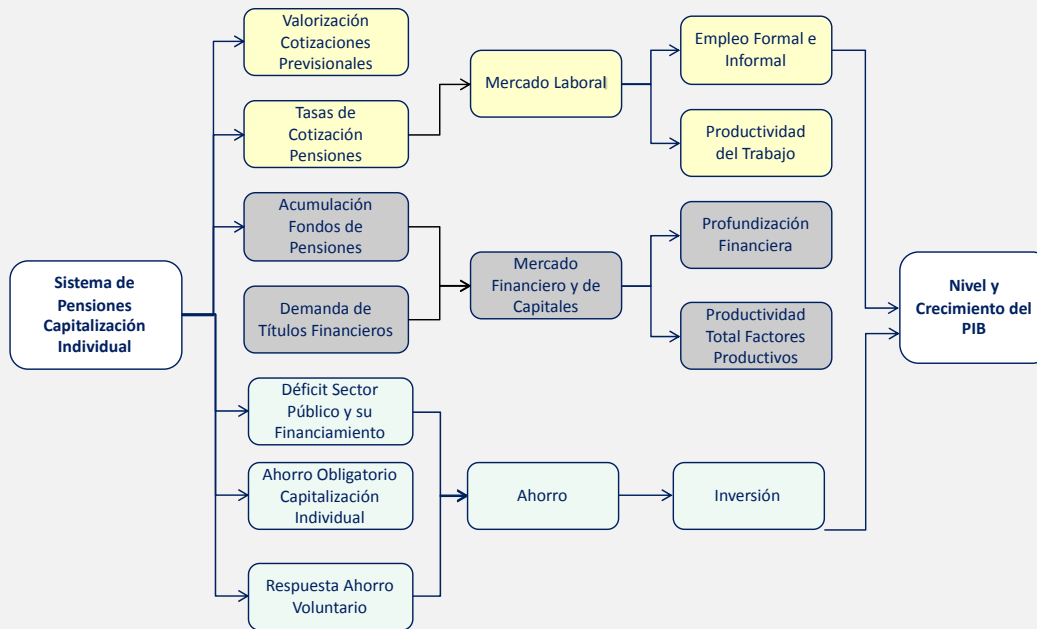 Valorización
Cotizaciones
Previsionales
Tasas de
Cotización
Pensiones
Mercado Laboral
Empleo Formal e
Informal
Productividad
del Trabajo
Acumulación
Fondos de
Pensiones
Demanda de
Títulos Financieros
Mercado
Financiero y de
Capitales
Profundización
Financiera
Productividad
Total Factores
Productivos
Sistema de
Pensiones
Capitalización
Individual
Nivel y
Crecimiento del
PIB
Déficit Sector
Público y su
Financiamiento
Ahorro Obligatorio
Capitalización
Individual
Respuesta Ahorro
Voluntario
Ahorro
Inversión